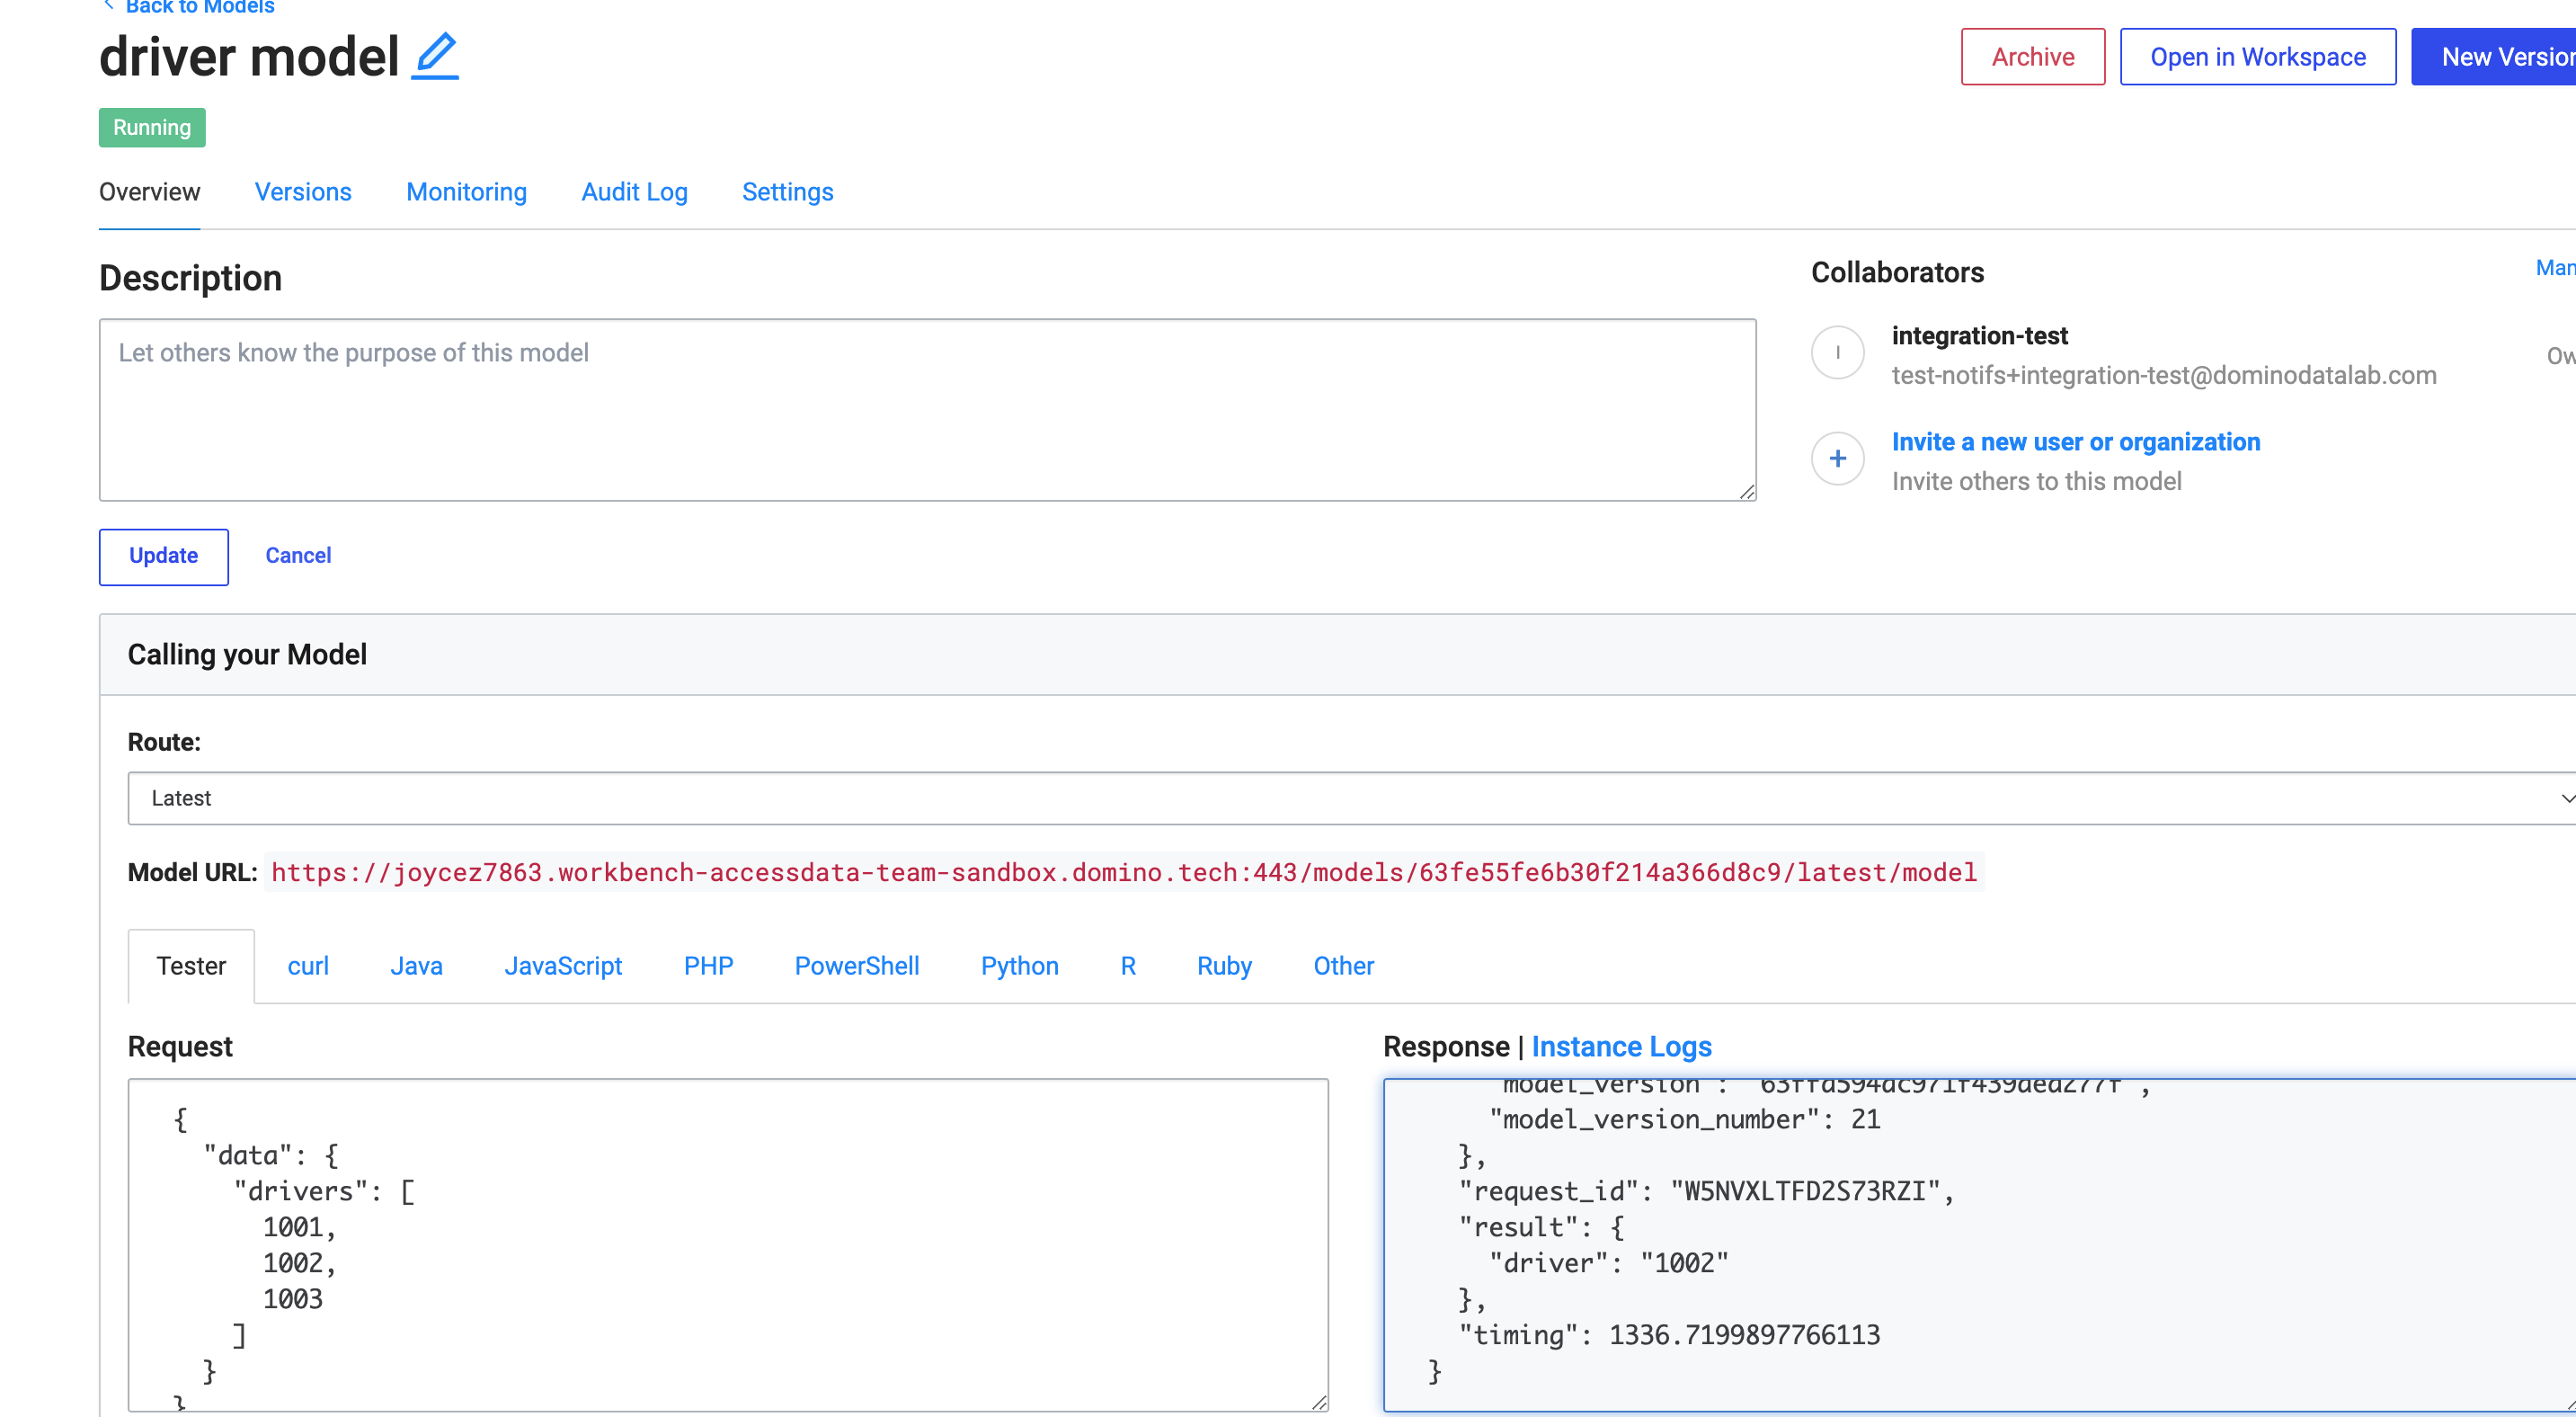 Back to Models
driver model
Archive
Open in Workspace
New Version
Running
Overview
Versions
Monitoring
Audit Log
Settings
Description
Let others know the purpose of this model
Update
Cancel
Collaborators
Man
I
integration-test
Ow
test-notifs+integration-test@dominodatalab.com
+
Invite a new user or organization
Invite others to this model
Calling your Model
Route:
Latest
Model URL: https://joycez7863.workbench-accessdata-team-sandbox.domino.tech:443/models/63fe55fe6b30f214a366d8c9/latest/model
Tester
curl
Java
JavaScript
PHP
PowerShell
Python
R
Ruby
Other
Request
{
"data": {
"drivers": [
1001,
1002,
1003
]
}
}
Response | Instance Logs
"model_version":
"model_version_number": 21
},
"request_id": "W5NVXLTFD2S73RZI",
"result": {
"driver": "1002"
},
"timing": 1336.7199897766113
}